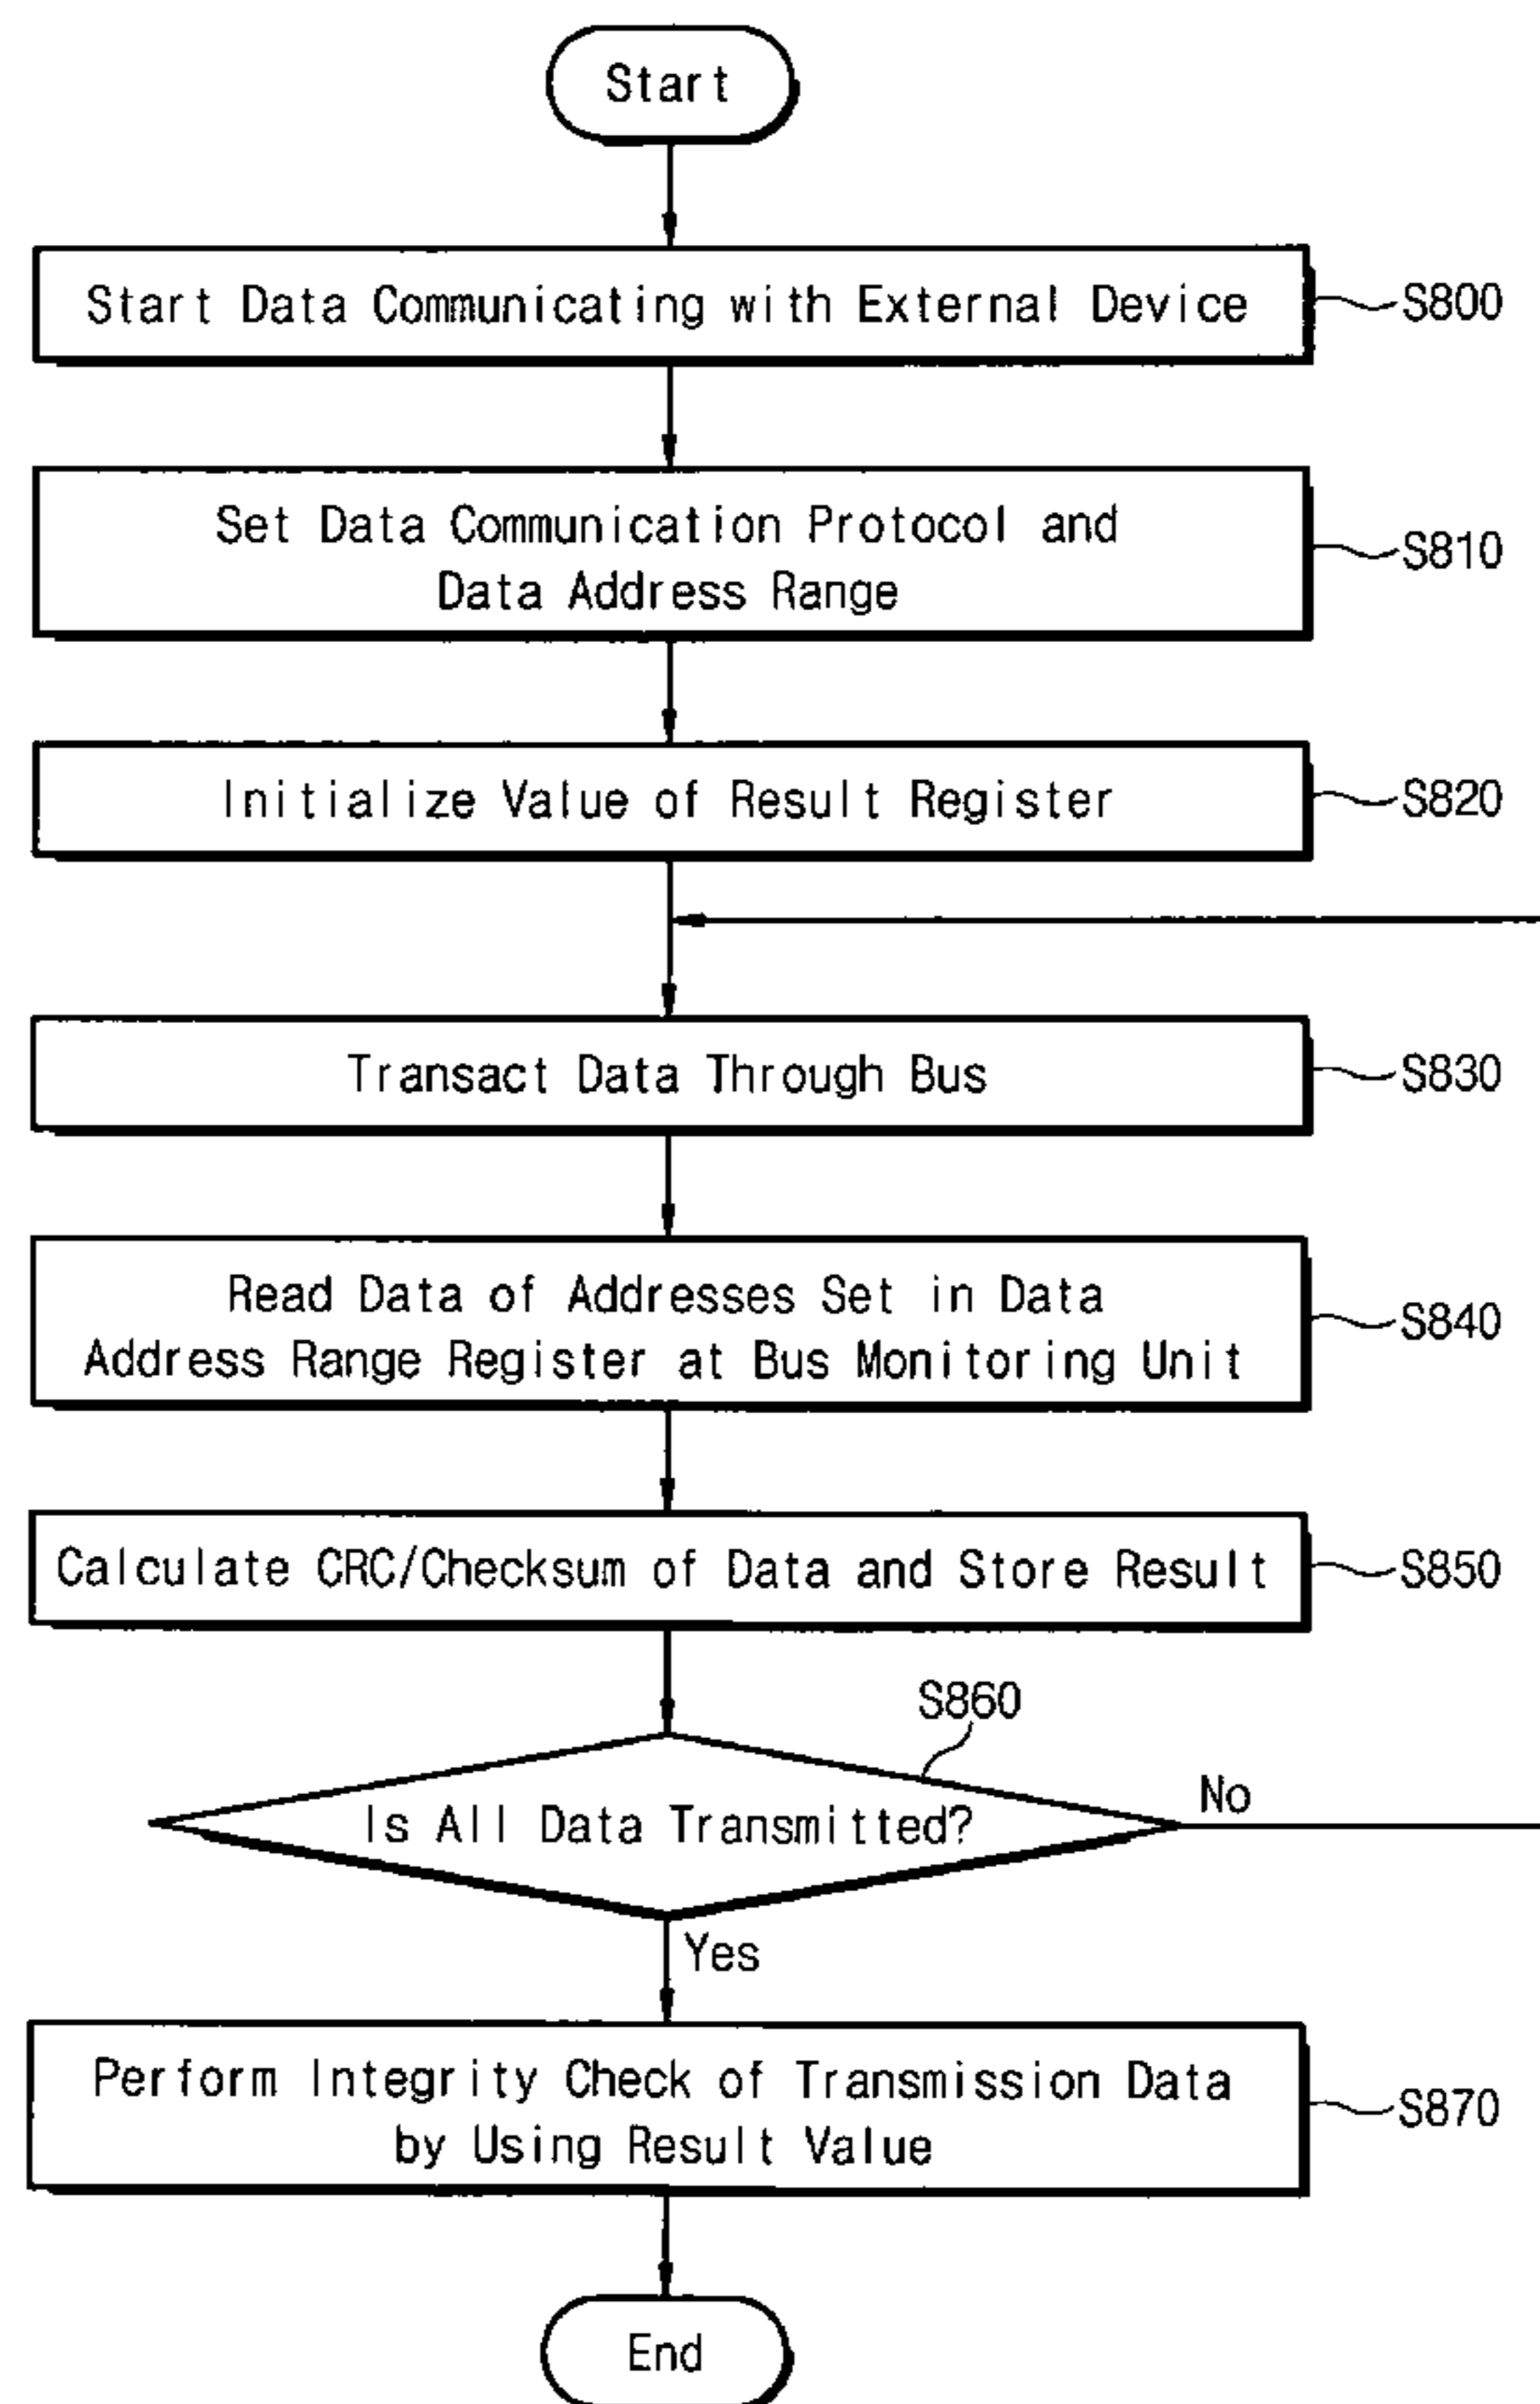 Start
Start Data Communicating with External Device
S800
Set Data Communication Protocol and
Data Address Range
S810
Initialize Value of Result Register
S820
Transact Data Through Bus
S830
Read Data of Addresses Set in Data
Address Range Register at Bus Monitoring Unit
S840
Calculate CRC/Checksum of Data and Store Result
S850
S860
Is All Data Transmitted?
No
Yes
Perform Integrity Check of Transmission Data
by Using Result Value
S870
End